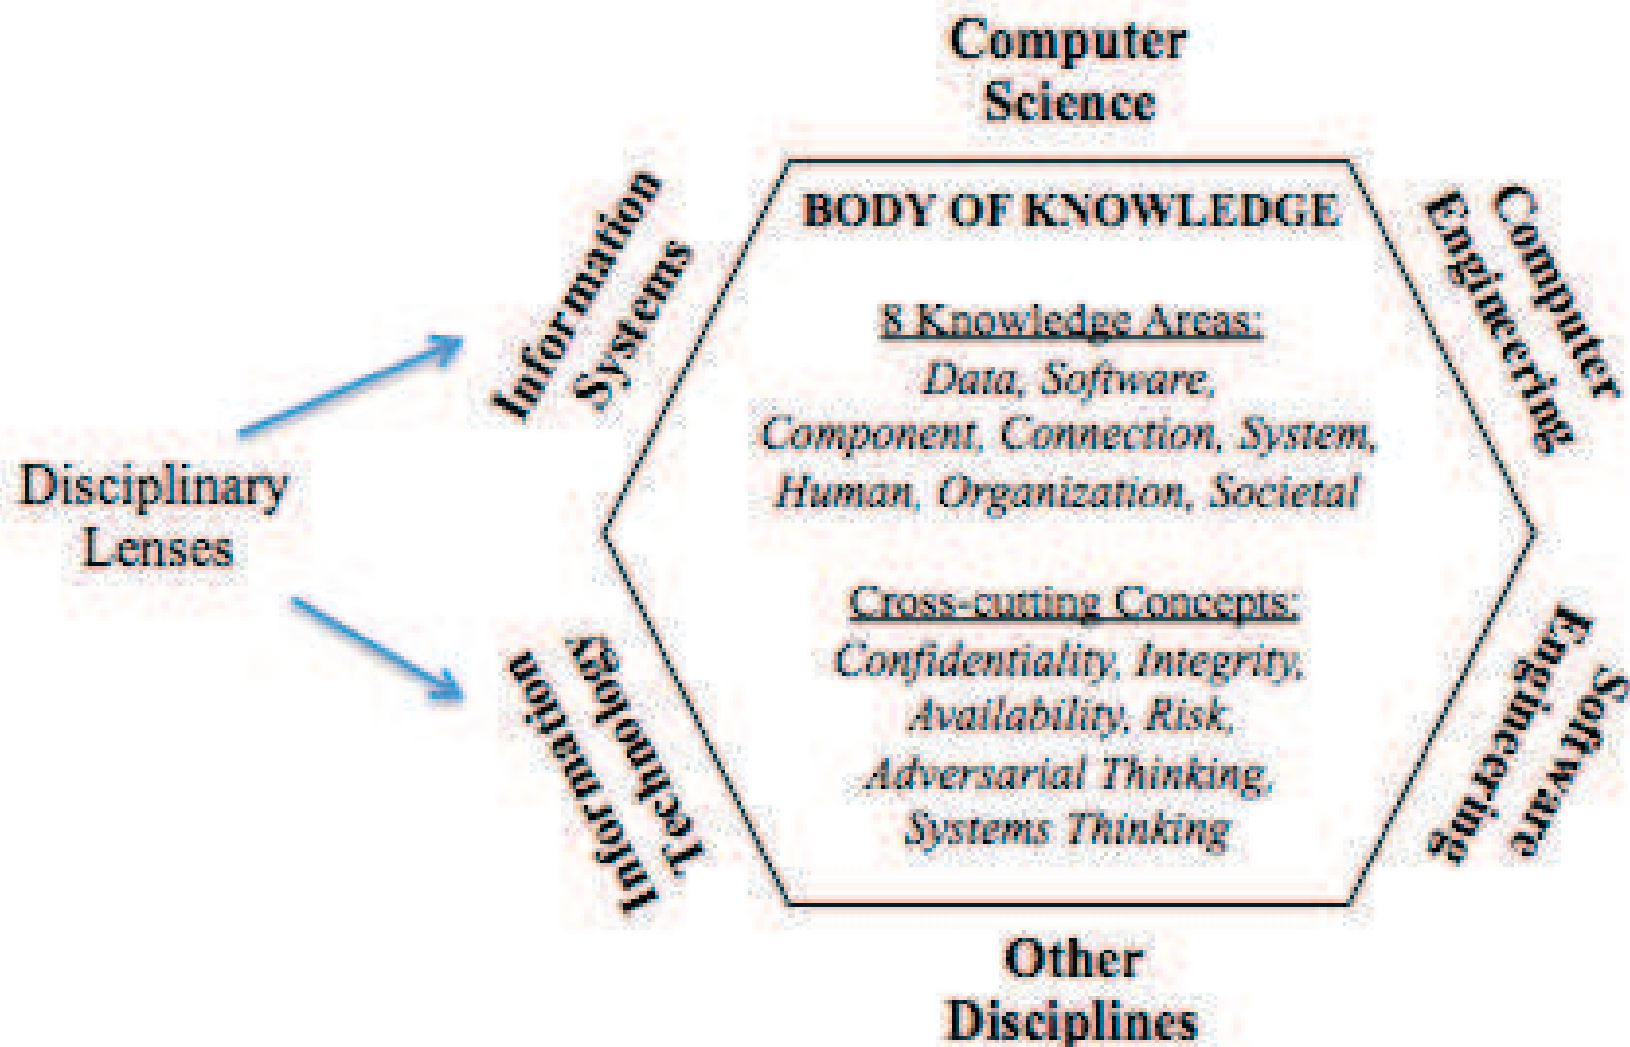 Computer
Science
Information
Systems
Computer
Engineering
BODY OF KNOWLEDGE
8 Knowledge Areas:
Data, Software,
Component, Connection, System,
Human, Organization, Societal
Disciplinary
Lenses
Cross-cutting Concepts:
Confidentiality, Integrity,
Availability, Risk,
Adversarial Thinking,
Systems Thinking
Information
Technology
Software
Engineering
Other
Disciplines